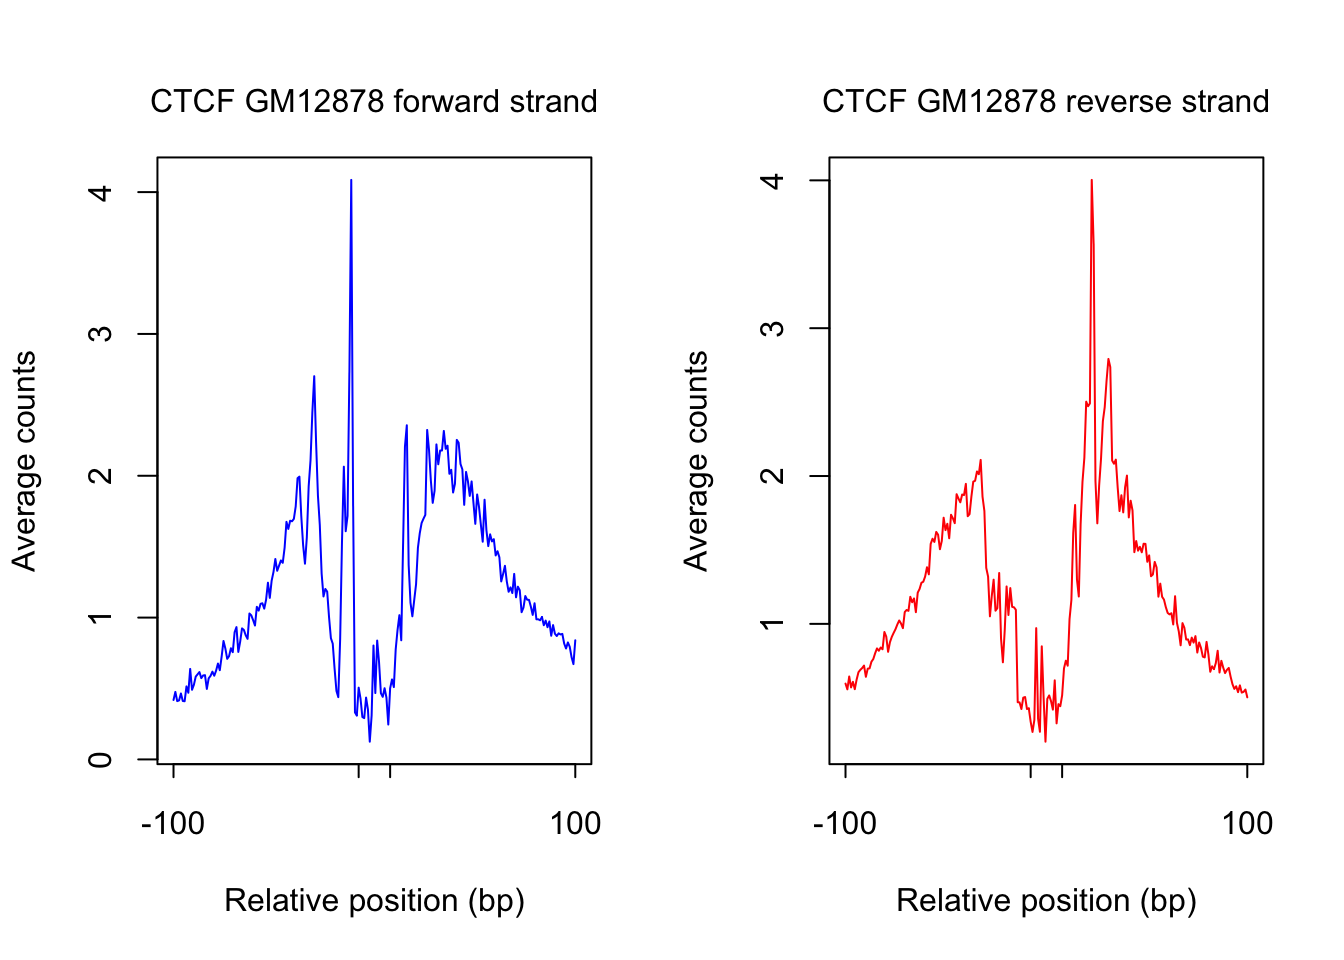 CTCF GM12878 forward strand
Average counts
4
3
2
1
0
-100
100
Relative position (bp)
CTCF GM12878 reverse strand
Average counts
4
3
2
1
-100
100
Relative position (bp)